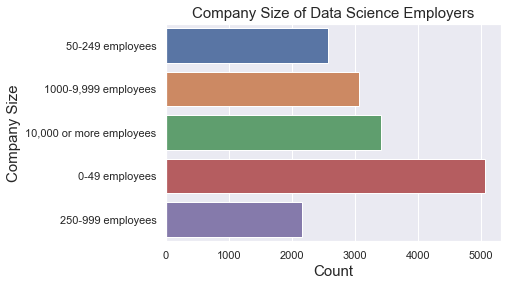 Company Size of Data Science Employers
Company Size
50-249 employees
1000-9,999 employees
10,000 or more employees
0-49 employees
250-999 employees
0 1000 2000 3000 4000 5000
Count